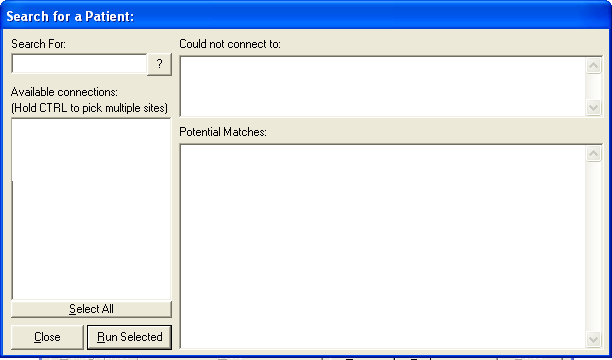 Search for a Patient:
Search For:
?
Available connections:
(Hold CTRL to pick multiple sites)
Select All
Close
Run Selected
Could not connect to:
Potential Matches: